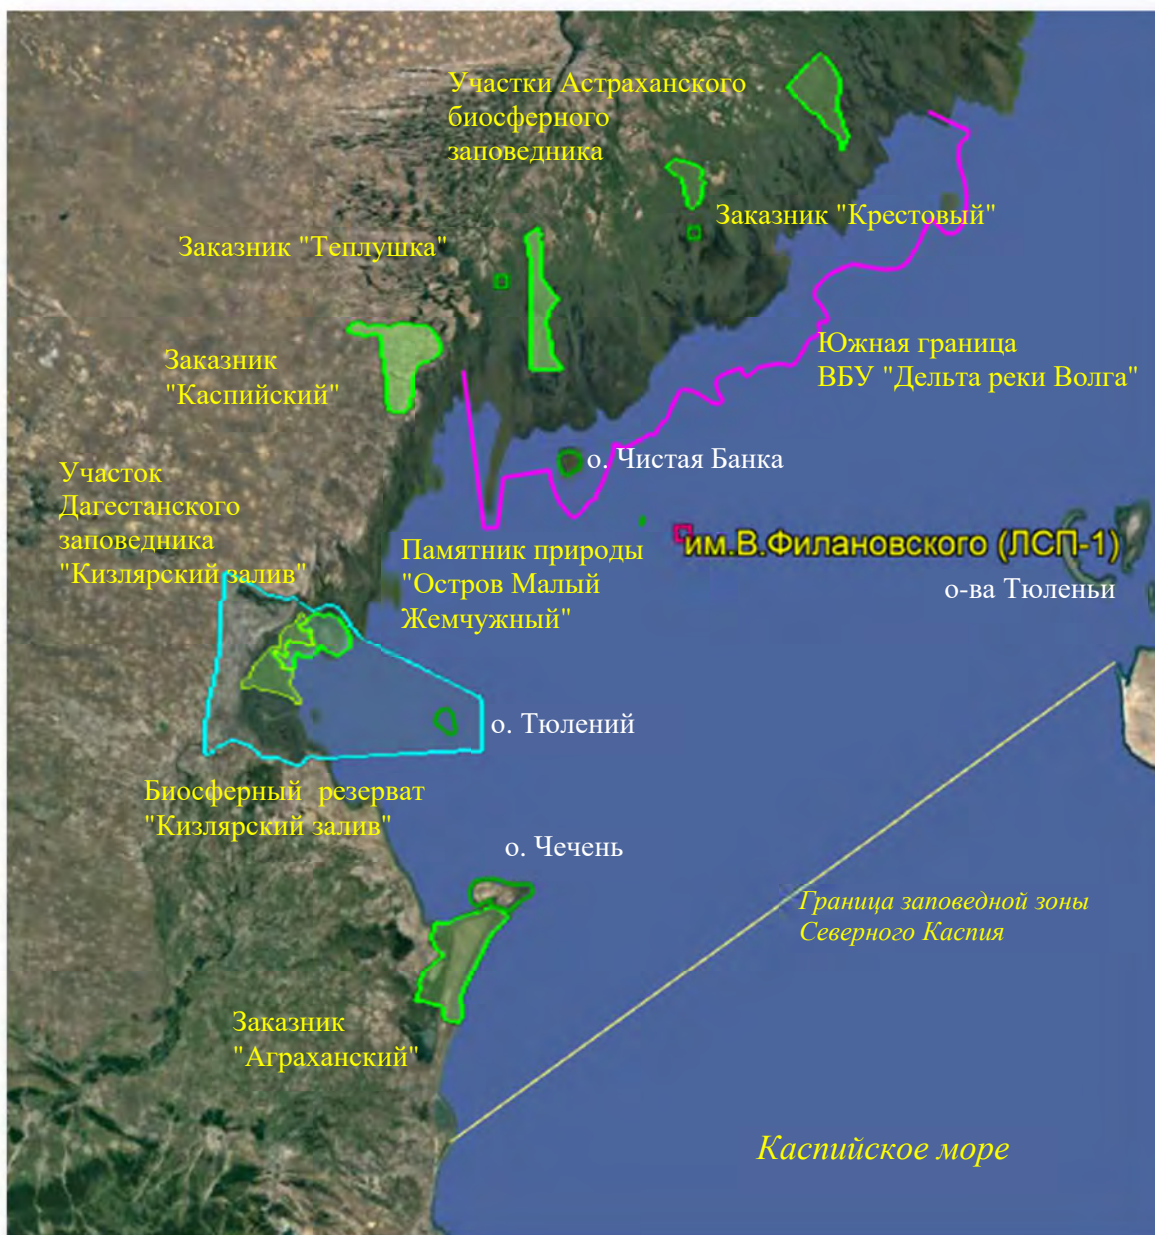 Участки Астраханского
биосферного
заповедника
Заказник "Крестовый"
Заказник "Теплушка"
Заказник
"Каспийский"
Южная граница
ВБУ "Дельта реки Волга"
о. Чистая Банка
Участок
Дагестанского
заповедника
"Кизлярский залив"
Памятник природы
"Остров Малый
Жемчужный"
им.В.Филановского (ЛСП-1)
о-ва Тюленьи
о. Тюлений
Биосферный резерват
"Кизлярский залив"
о. Чечень
Граница заповедной зоны
Северного Каспия
Заказник
"Аграханский"
Каспийское море